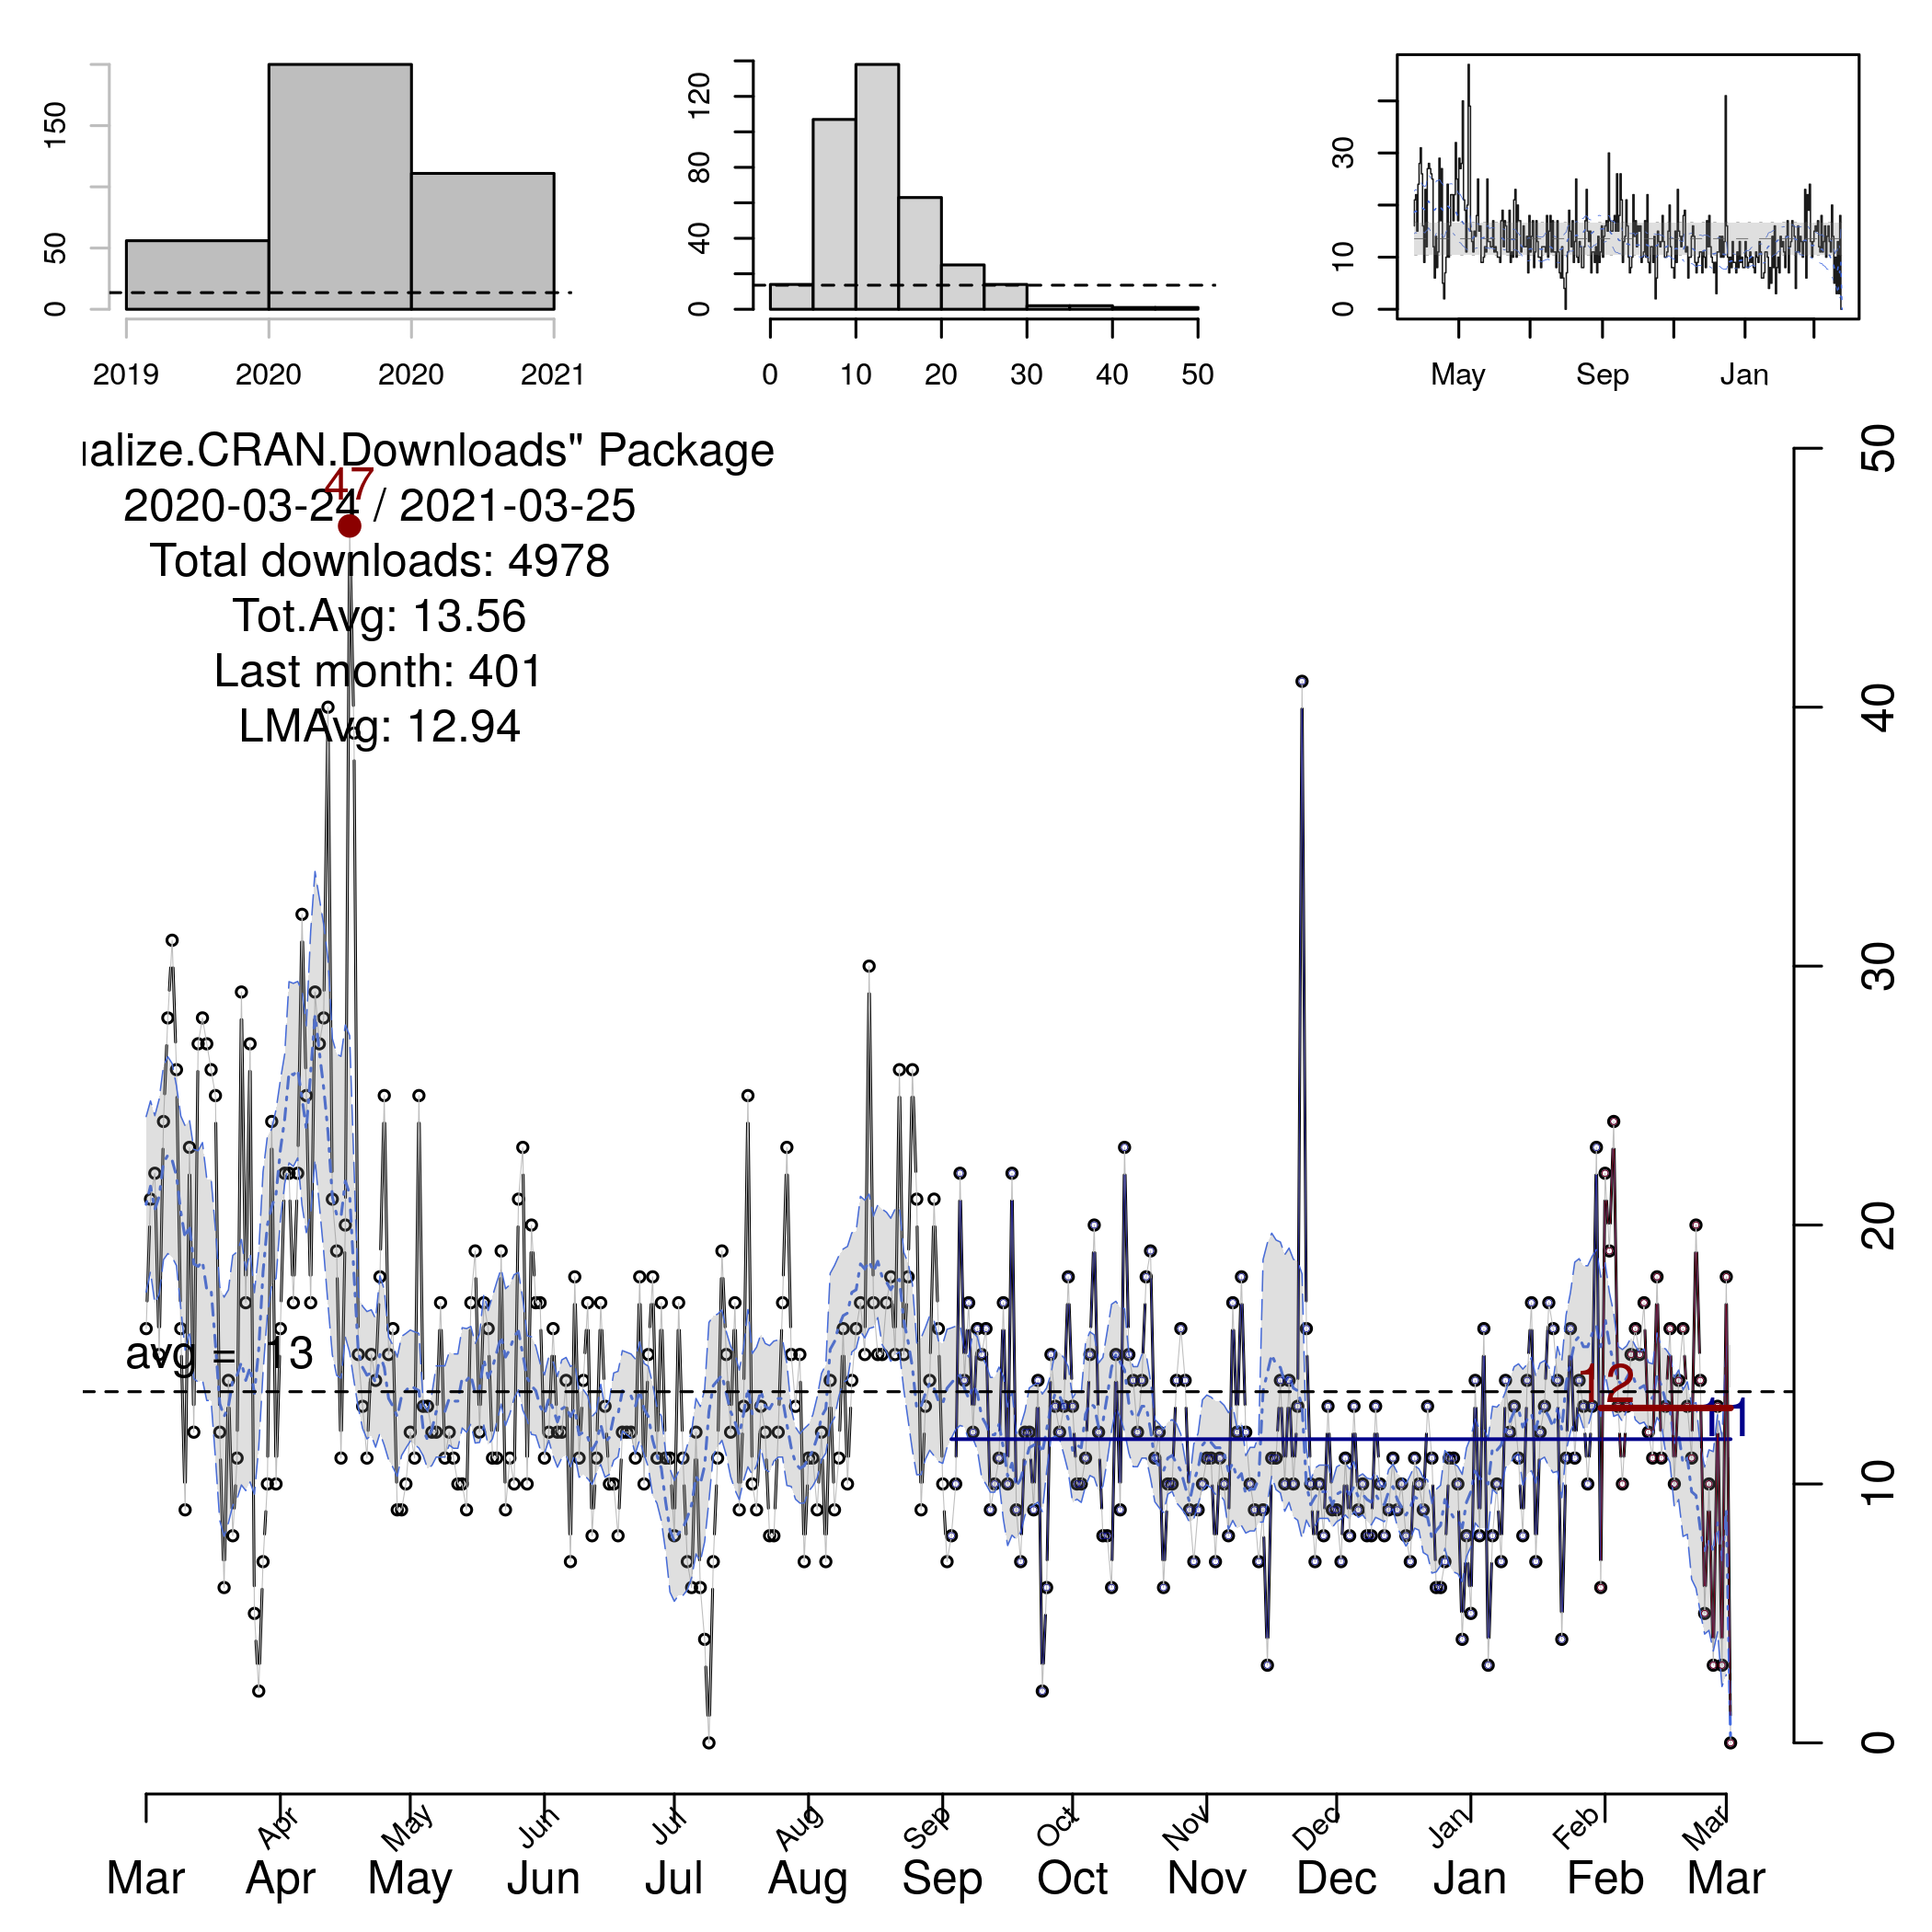 150
50
0
2019 2020 2020 2021
120
80
40
0
0 10 20 30 40 50
30
10
0
May Sep Jan
alize.CRAN.Downloads" Package
47
2020-03-24 / 2021-03-25
Total downloads: 4978
Tot.Avg: 13.56
Last month: 401
LMAvg: 12.94
avg = 13
12
11
50
40
30
20
10
0
Apr May Jun Jul Aug Sep Oct Nov Dec Jan Feb Mar
Mar Apr May Jun Jul Aug Sep Oct Nov Dec Jan Feb Mar